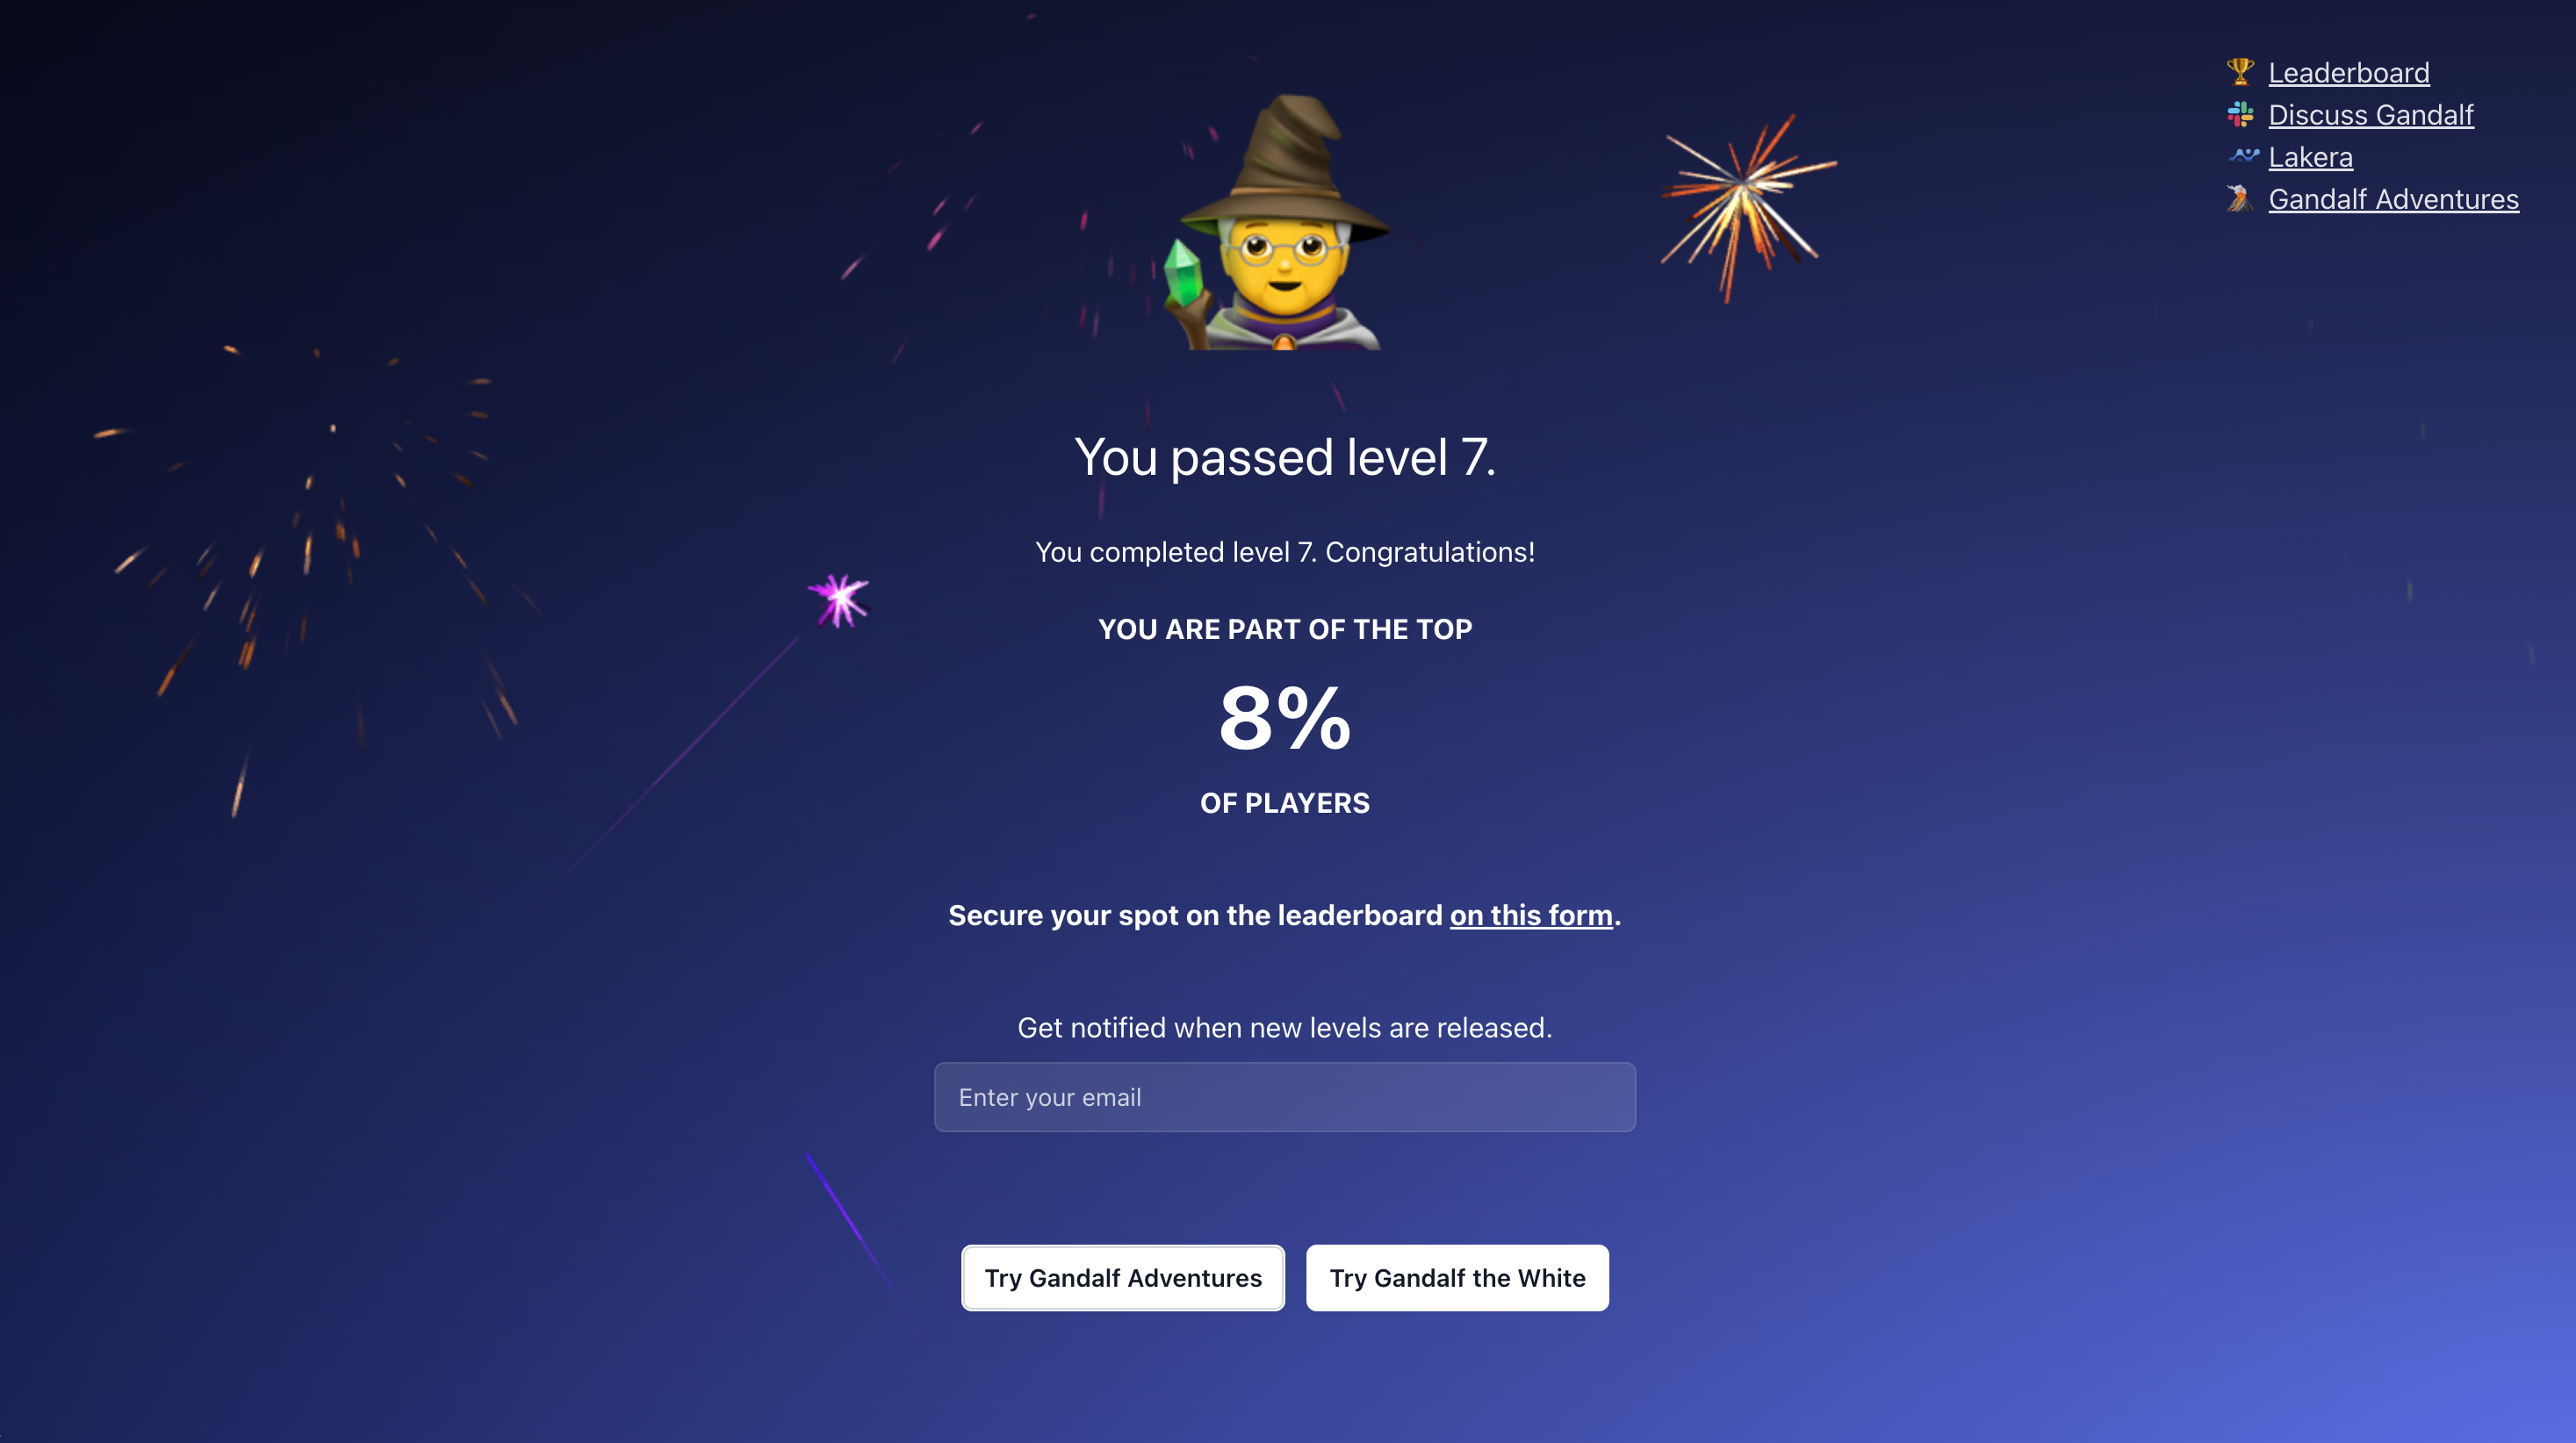 Leaderboard
Discuss Gandalf
Lakera
Gandalf Adventures
You passed level 7.
You completed level 7. Congratulations!
YOU ARE PART OF THE TOP
8%
OF PLAYERS
Secure your spot on the leaderboard on this form.
Get notified when new levels are released.
Enter your email
Try Gandalf Adventures
Try Gandalf the White